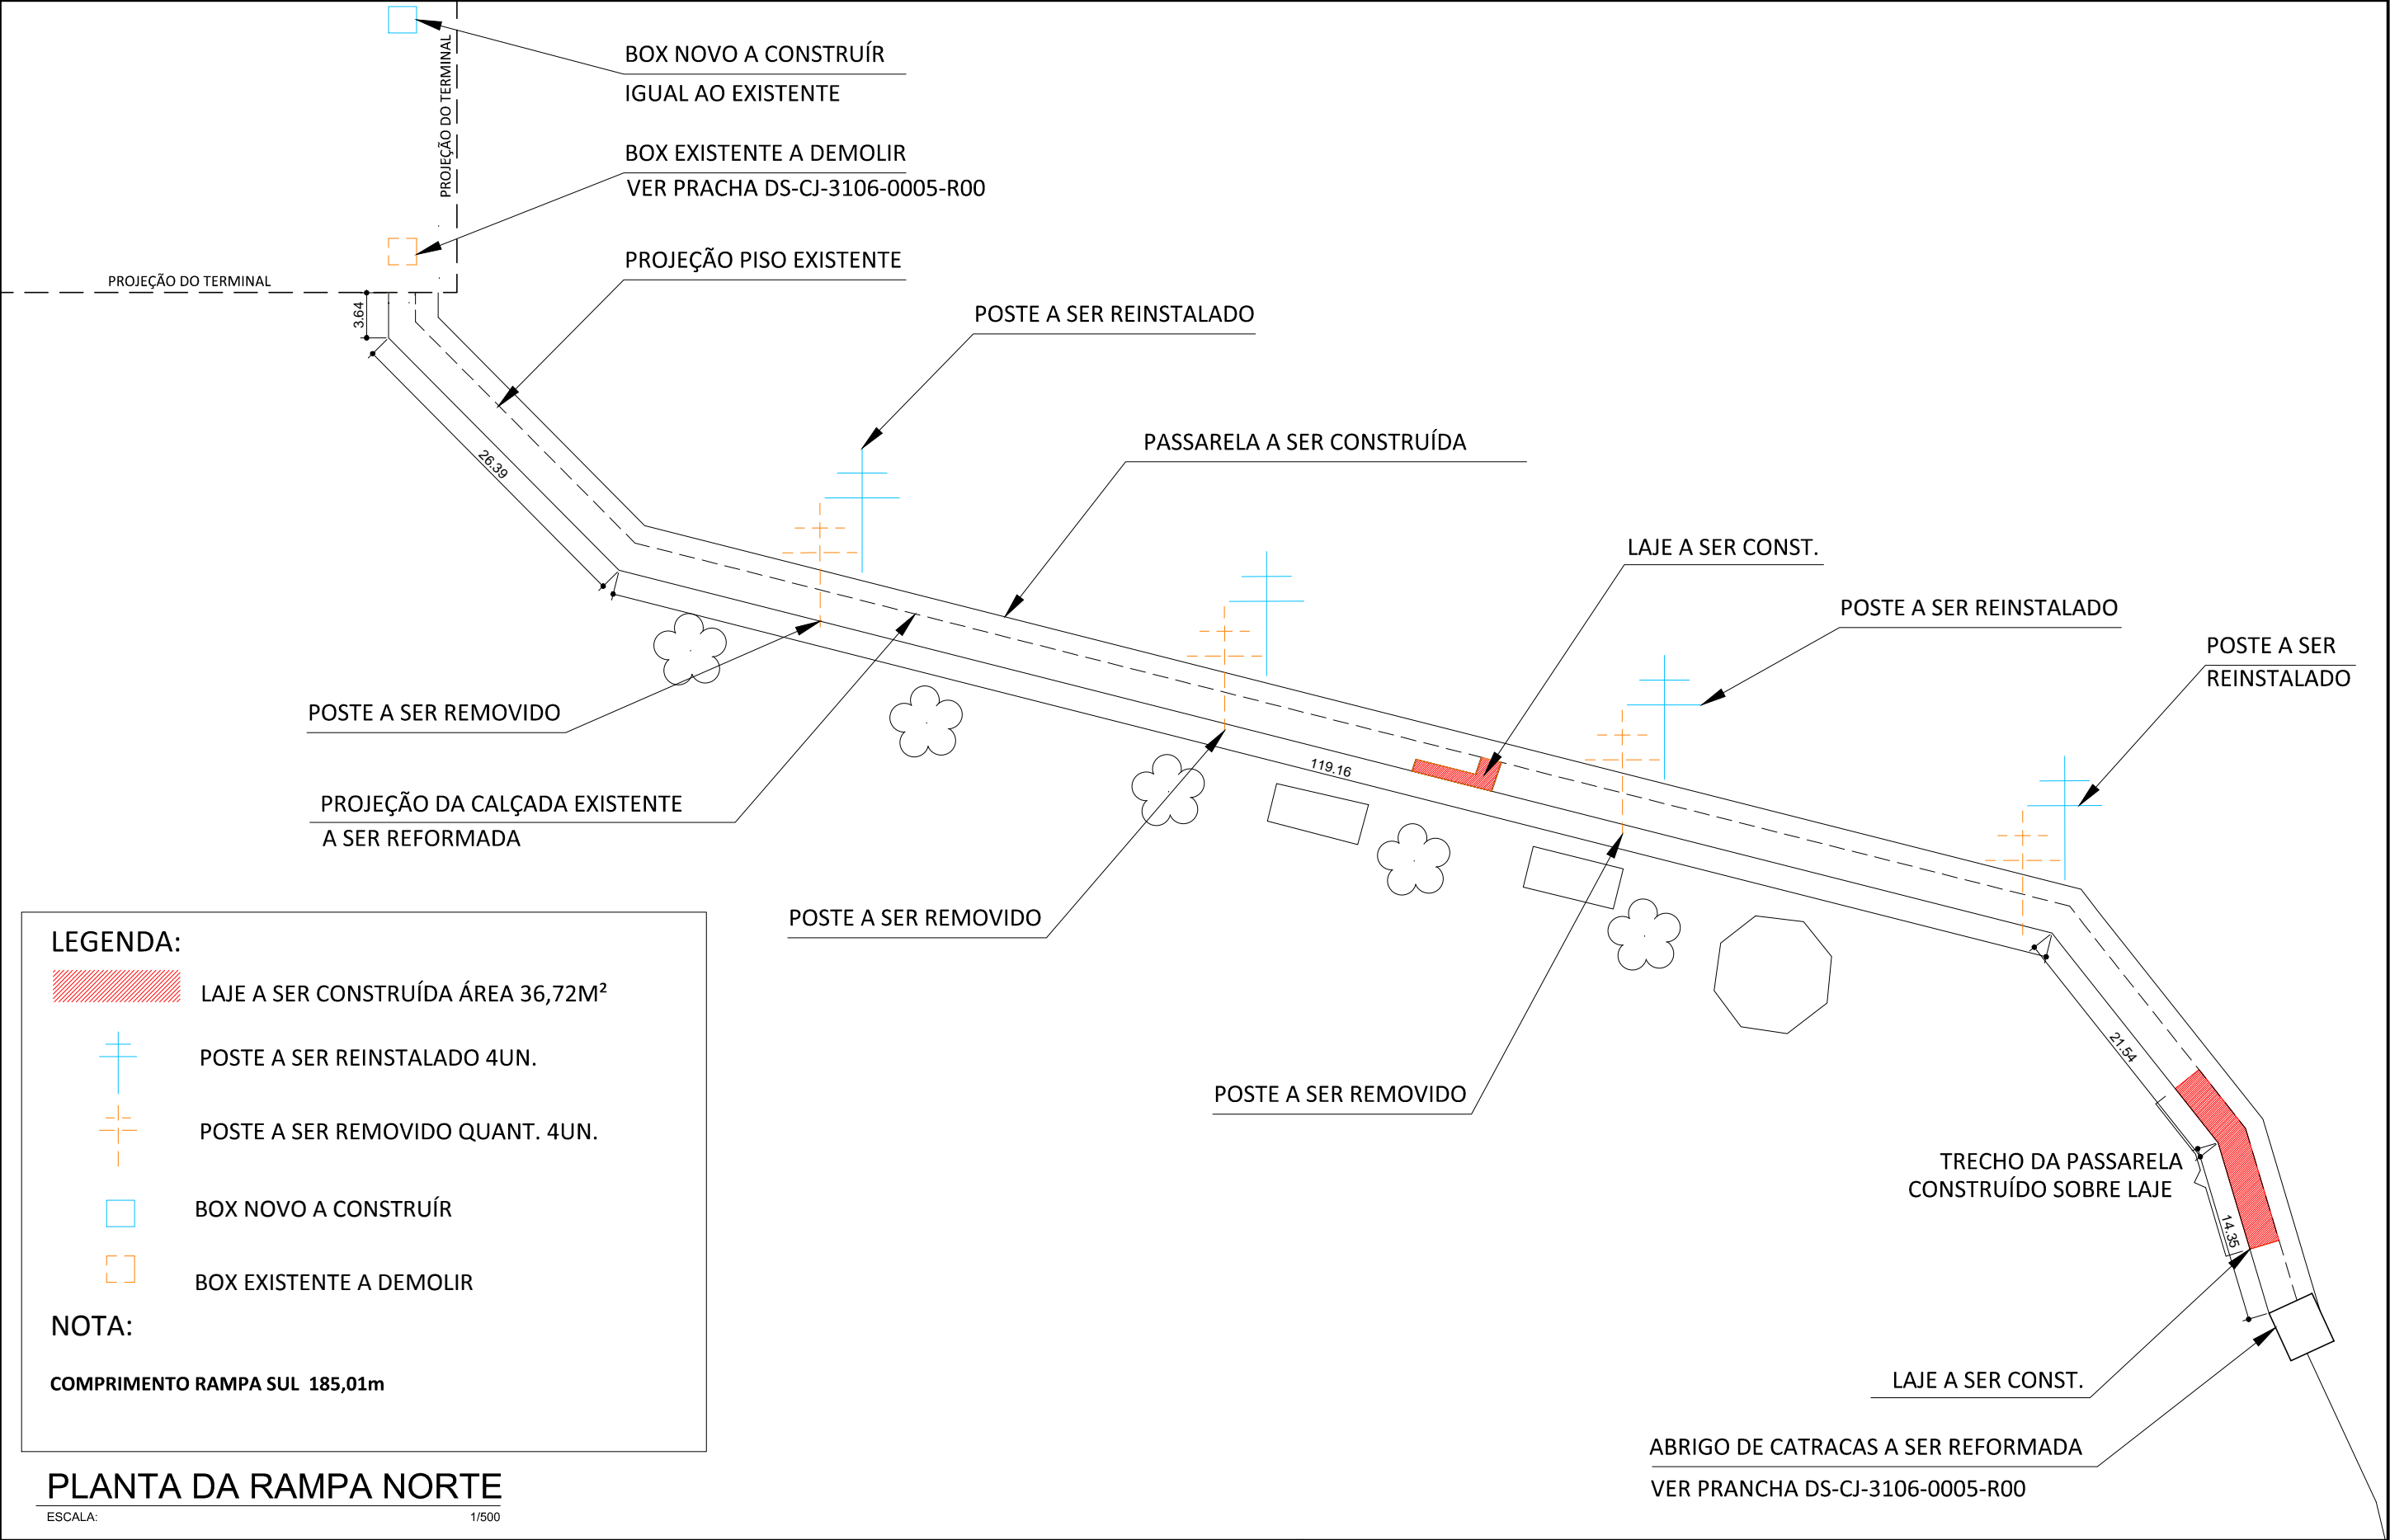 BOX NOVO A CONSTRUÍR
IGUAL AO EXISTENTE
PROJEÇÃO DO TERMINAL
BOX EXISTENTE A DEMOLIR
VER PRACHA DS-CJ-3106-0005-R00
PROJEÇÃO PISO EXISTENTE
PROJEÇÃO DO TERMINAL
3.64
POSTE A SER REINSTALADO
26.39
PASSARELA A SER CONSTRUÍDA
LAJE A SER CONST.
POSTE A SER REINSTALADO
POSTE A SER
REINSTALADO
POSTE A SER REMOVIDO
119.16
PROJEÇÃO DA CALÇADA EXISTENTE
A SER REFORMADA
POSTE A SER REMOVIDO
21.54
POSTE A SER REMOVIDO
TRECHO DA PASSARELA
CONSTRUÍDO SOBRE LAJE
14.35
LAJE A SER CONST.
ABRIGO DE CATRACAS A SER REFORMADA
VER PRANCHA DS-CJ-3106-0005-R00
LEGENDA:
LAJE A SER CONSTRUÍDA ÁREA 36,72M²
POSTE A SER REINSTALADO 4UN.
POSTE A SER REMOVIDO QUANT. 4UN.
BOX NOVO A CONSTRUÍR
BOX EXISTENTE A DEMOLIR
NOTA:
COMPRIMENTO RAMPA SUL 185,01m
PLANTA DA RAMPA NORTE
ESCALA: 1/500